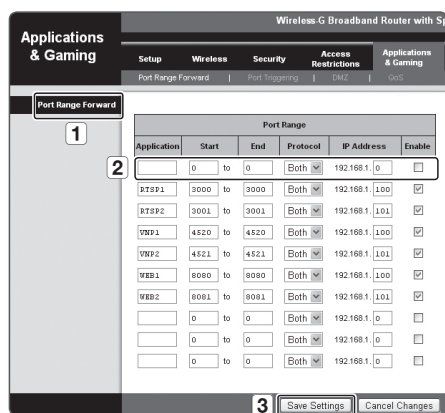 Wireless-G Broadband Router with
Applications
& Gaming
Setup Wireless Security Access Restrictions Applications & Gaming
Port Range Forward | Port Triggering | DMZ | QoS
Port Range Forward
1
Port Range
Application Start End Protocol IP Address Enable
2
0 to 0 Both 192.168.1. 0
RTSP1 3000 to 3000 Both 192.168.1. 100
RTSP2 3001 to 3001 Both 192.168.1. 101
VNP1 4520 to 4520 Both 192.168.1. 100
VNP2 4521 to 4521 Both 192.168.1. 101
WEB1 8080 to 8080 Both 192.168.1. 100
WEB2 8081 to 8081 Both 192.168.1. 101
0 to 0 Both 192.168.1. 0
0 to 0 Both 192.168.1. 0
0 to 0 Both 192.168.1. 0
3 Save Settings Cancel Changes